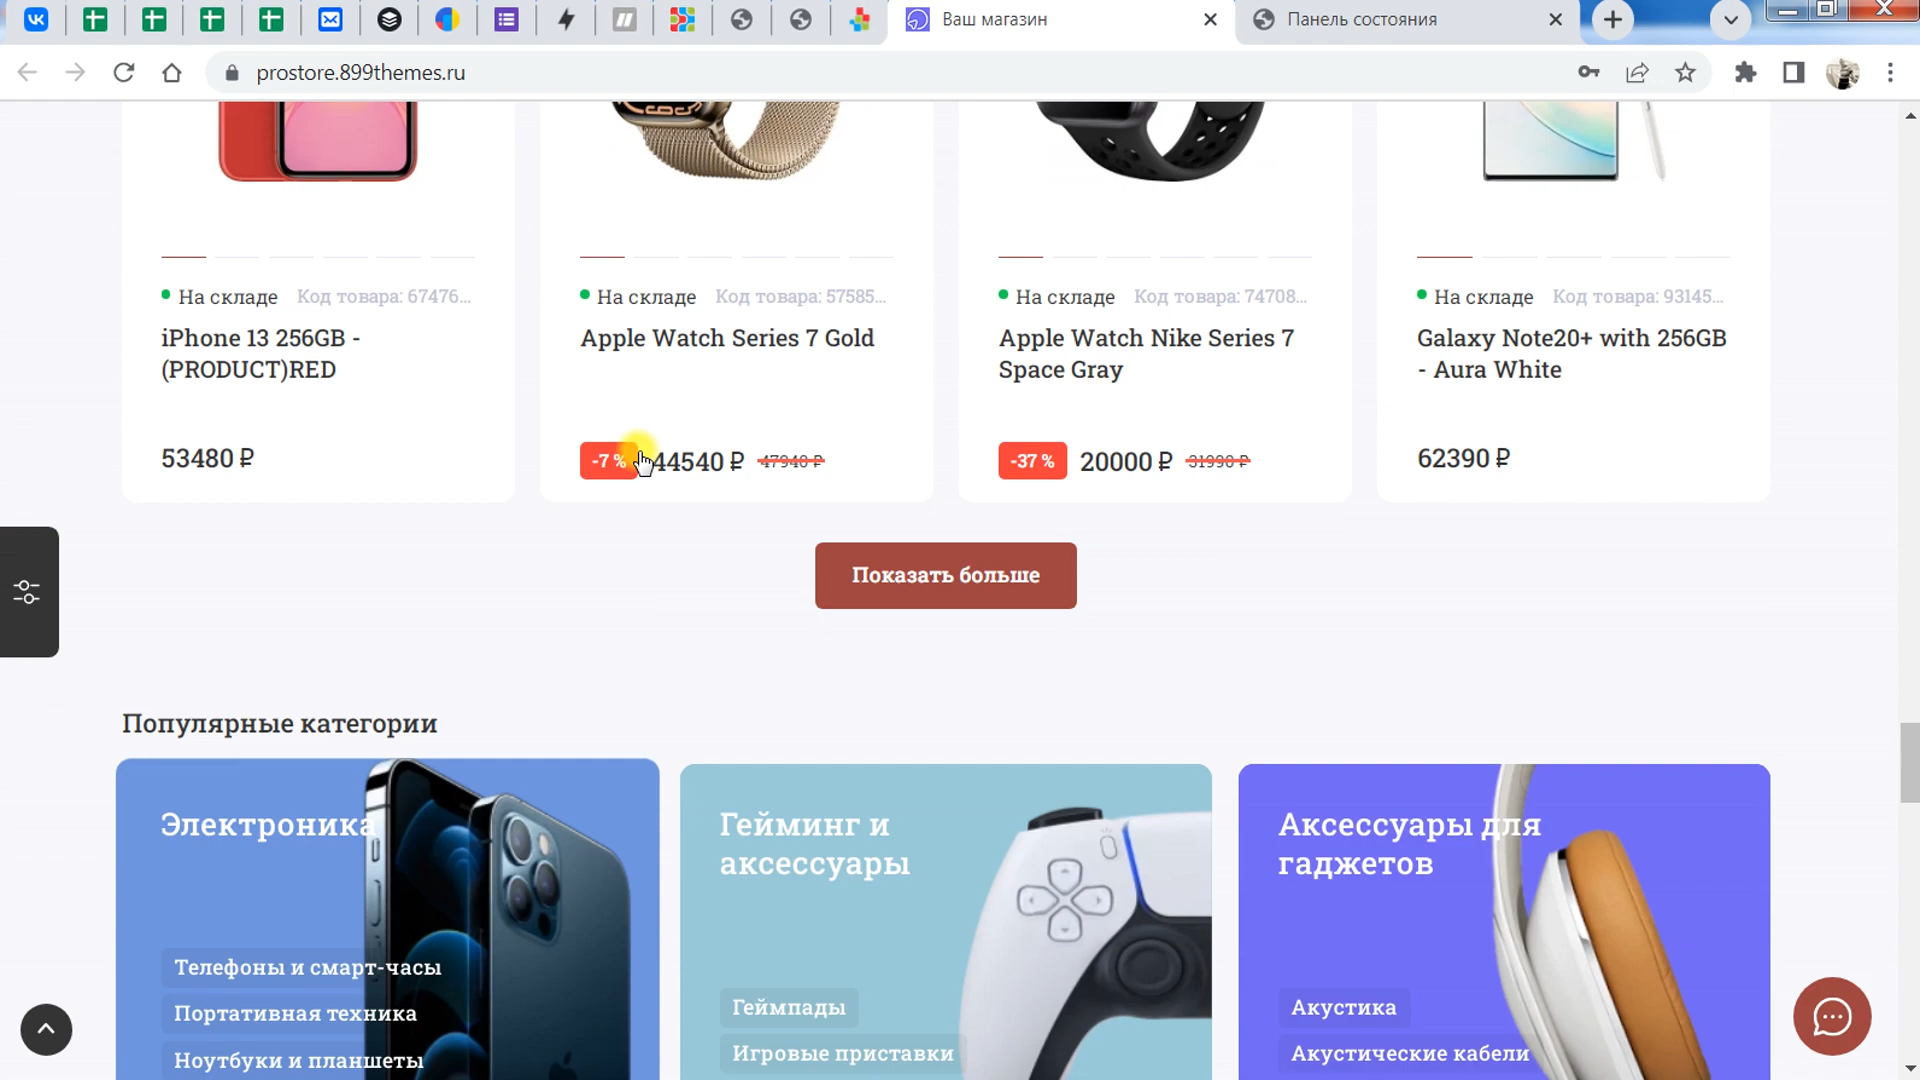 Ваш магазин
Панель состояния
prostore.899themes.ru
На складе Код товара: 67476...
На складе Код товара: 57585...
На складе Код товара: 74708...
На складе Код товара: 93145...
iPhone 13 256GB -
(PRODUCT)RED
Apple Watch Series 7 Gold
Apple Watch Nike Series 7
Space Gray
Galaxy Note20+ with 256GB
- Aura White
53480 ₽
-7 % 44540 ₽ 47940 ₽
-37 % 20000 ₽ 31990 ₽
62390 ₽
Показать больше
Популярные категории
Электроника
Телефоны и смарт-часы
Портативная техника
Ноутбуки и планшеты
Гейминг и
аксессуары
Геймпады
Игровые приставки
Аксессуары для
гаджетов
Акустика
Акустические кабели